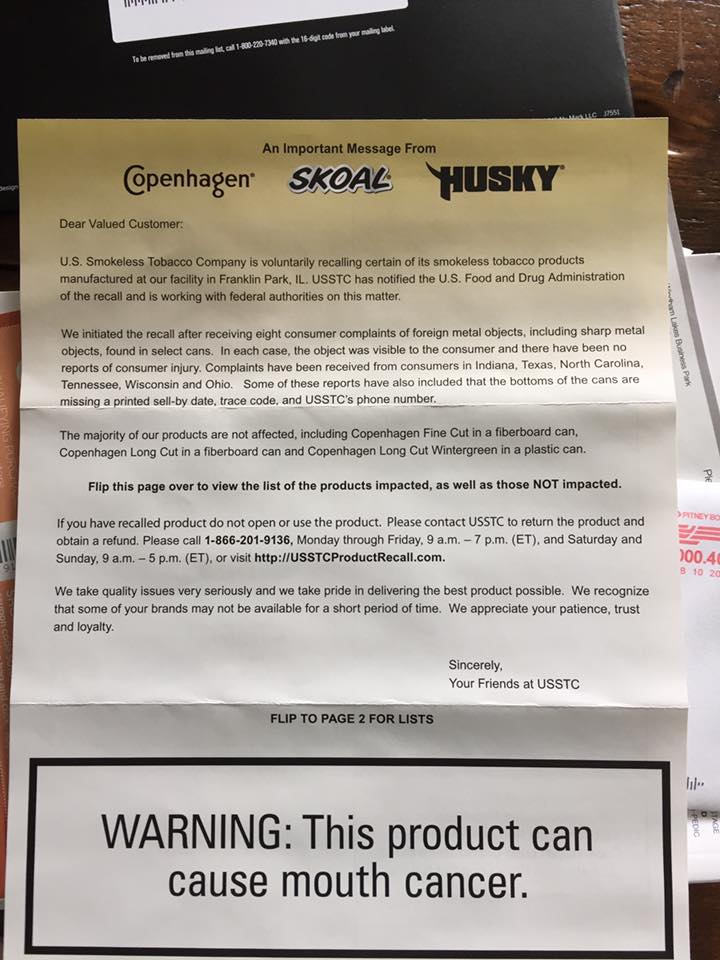 To be removed from this mailing list, call 1-800-220-7340 with the 16-digit code from your mailing label.
Mark LLC J7551
An Important Message From
Copenhagen® SKOAL® HUSKY®
Dear Valued Customer:
U.S. Smokeless Tobacco Company is voluntarily recalling certain of its smokeless tobacco products
manufactured at our facility in Franklin Park, IL. USSTC has notified the U.S. Food and Drug Administration
of the recall and is working with federal authorities on this matter.
We initiated the recall after receiving eight consumer complaints of foreign metal objects, including sharp metal
objects, found in select cans. In each case, the object was visible to the consumer and there have been no
reports of consumer injury. Complaints have been received from consumers in Indiana, Texas, North Carolina,
Tennessee, Wisconsin and Ohio. Some of these reports have also included that the bottoms of the cans are
missing a printed sell-by date, trace code, and USSTC's phone number.
The majority of our products are not affected, including Copenhagen Fine Cut in a fiberboard can,
Copenhagen Long Cut in a fiberboard can and Copenhagen Long Cut Wintergreen in a plastic can.
Flip this page over to view the list of the products impacted, as well as those NOT impacted.
If you have recalled product do not open or use the product. Please contact USSTC to return the product and
obtain a refund. Please call 1-866-201-9136, Monday through Friday, 9 a.m. – 7 p.m. (ET), and Saturday and
Sunday, 9 a.m. – 5 p.m. (ET), or visit http://USSTCProductRecall.com.
We take quality issues very seriously and we take pride in delivering the best product possible. We recognize
that some of your brands may not be available for a short period of time. We appreciate your patience, trust
and loyalty.
Sincerely,
Your Friends at USSTC
FLIP TO PAGE 2 FOR LISTS
WARNING: This product can
cause mouth cancer.
Lakes Business Park
PITNEY BO
000.4
B 10 20